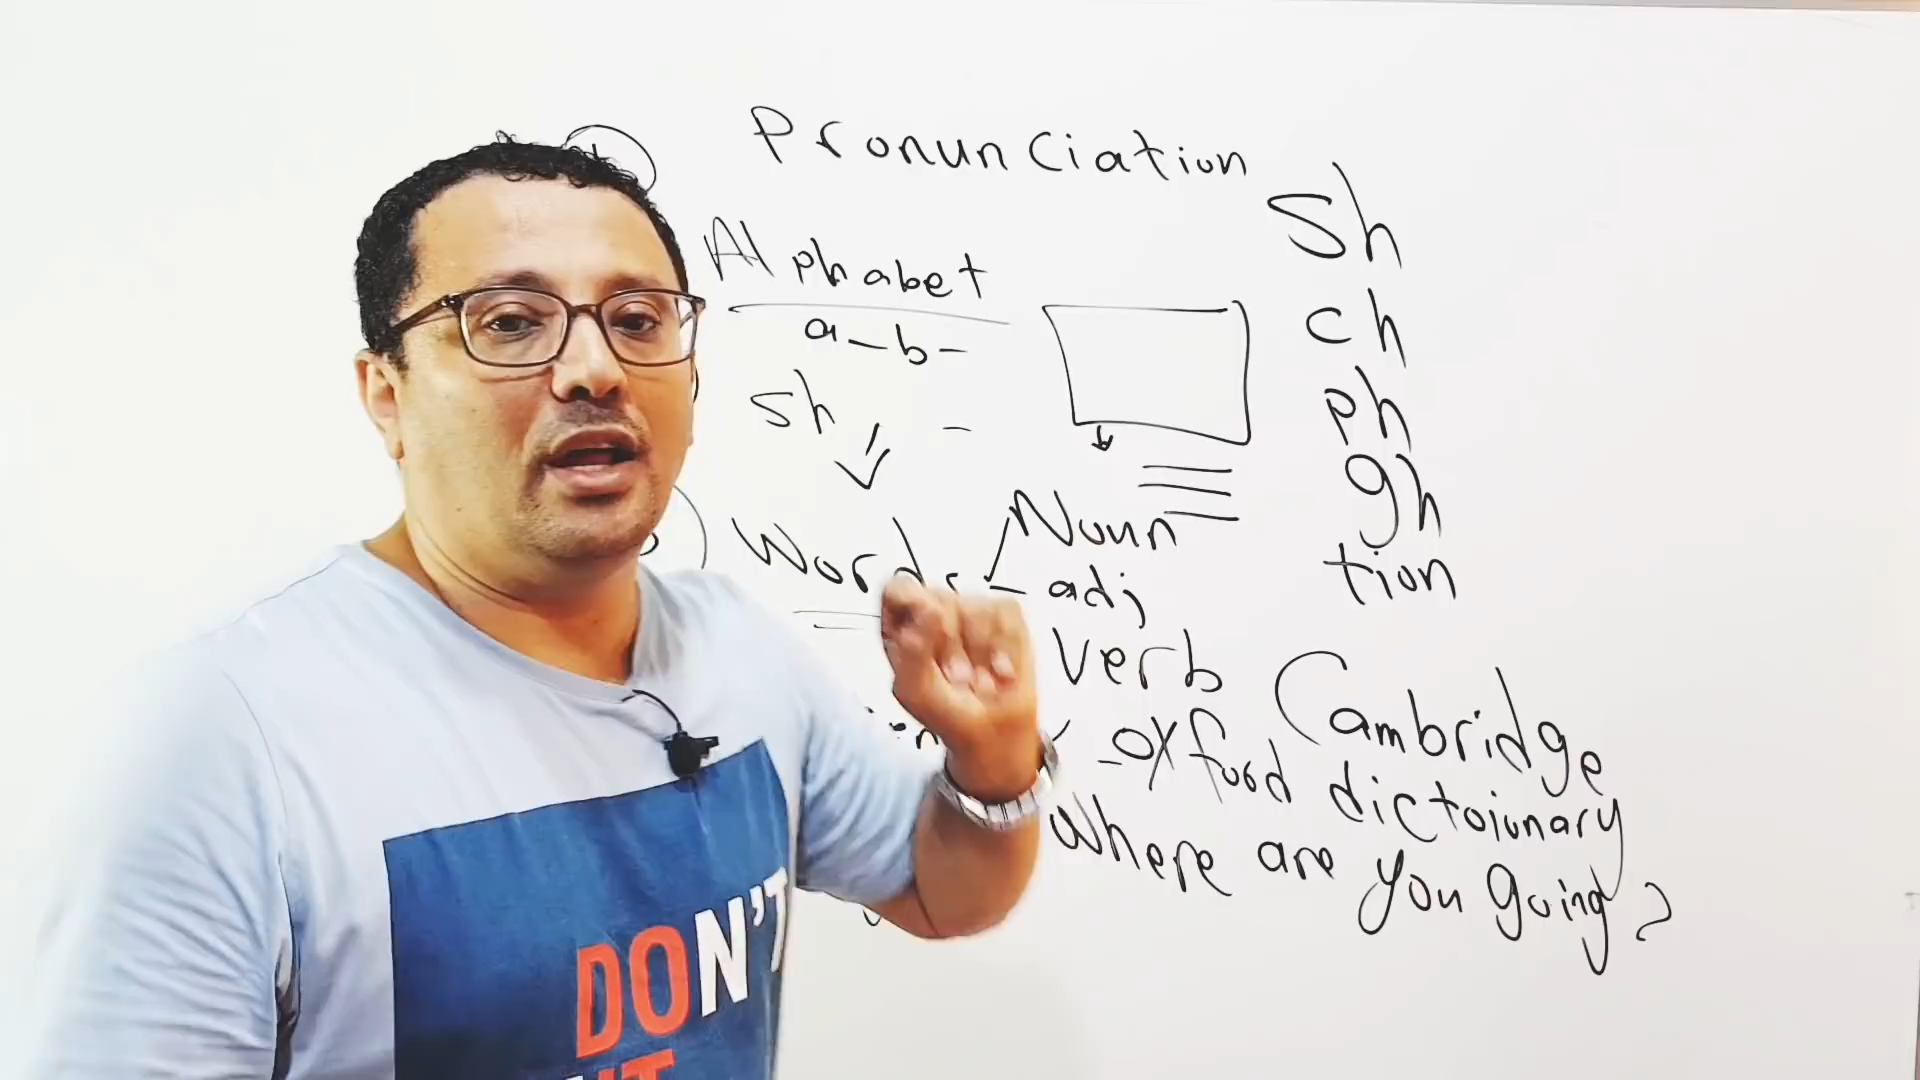 Pronunciation
Alphabet
a - b -
sh
Words
Noun
adj
Verb
sh
ch
ph
gh
tion
Cambridge
- oxford dictoiunary
where are you going?
DON'T